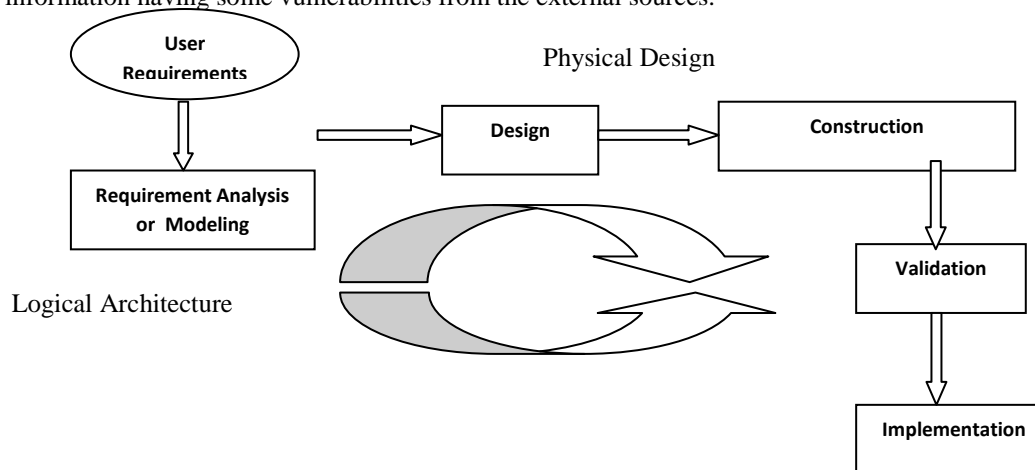 information having some vulnerabilities from the external sources.
User
Requirements
Physical Design
Design
Construction
Requirement Analysis
or Modeling
Validation
Logical Architecture
Implementation